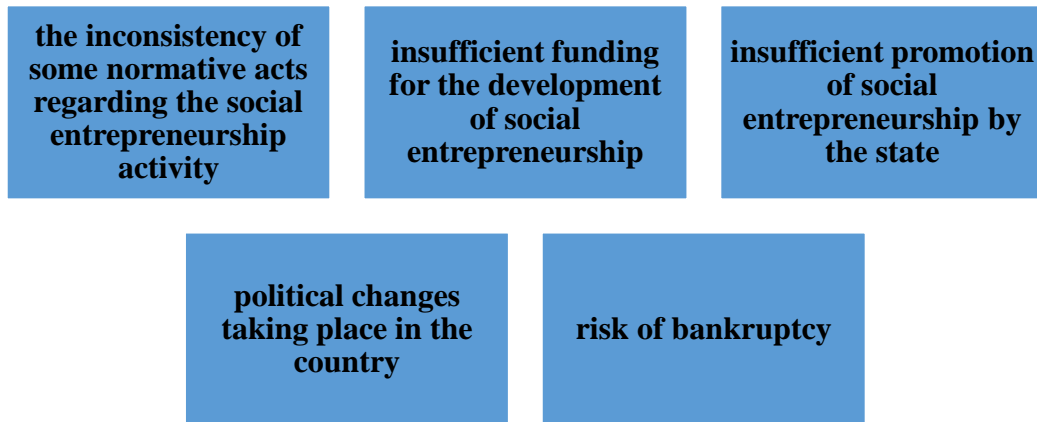 the inconsistency of
some normative acts
regarding the social
entrepreneurship
activity
insufficient funding
for the development
of social
entrepreneurship
insufficient promotion
of social
entrepreneurship by
the state
political changes
taking place in the
country
risk of bankruptcy